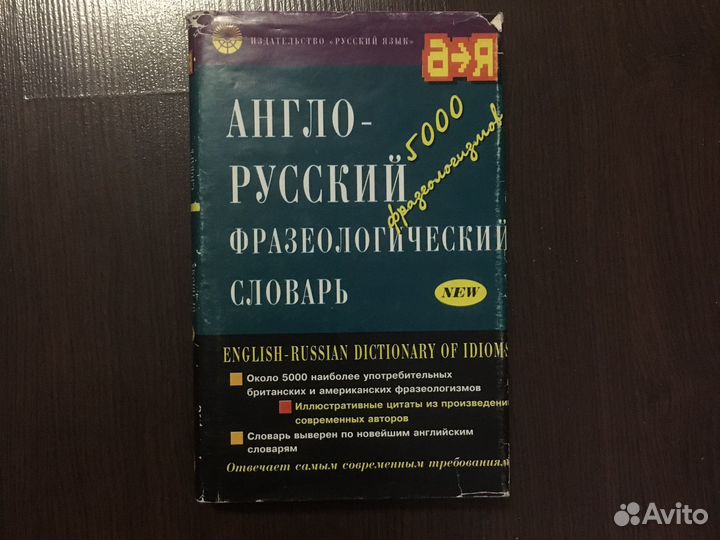 ИЗДАТЕЛЬСТВО «РУССКИЙ ЯЗЫК»
а→Я
АНГЛО-
РУССКИЙ
ФРАЗЕОЛОГИЧЕСКИЙ
СЛОВАРЬ
5000
фразеологизмов
NEW
ENGLISH-RUSSIAN DICTIONARY OF IDIOMS
Около 5000 наиболее употребительных
британских и американских фразеологизмов
Иллюстративные цитаты из произведени
современных авторов
Словарь выверен по новейшим английским
словарям
Отвечает самым современным требованиям
Avito